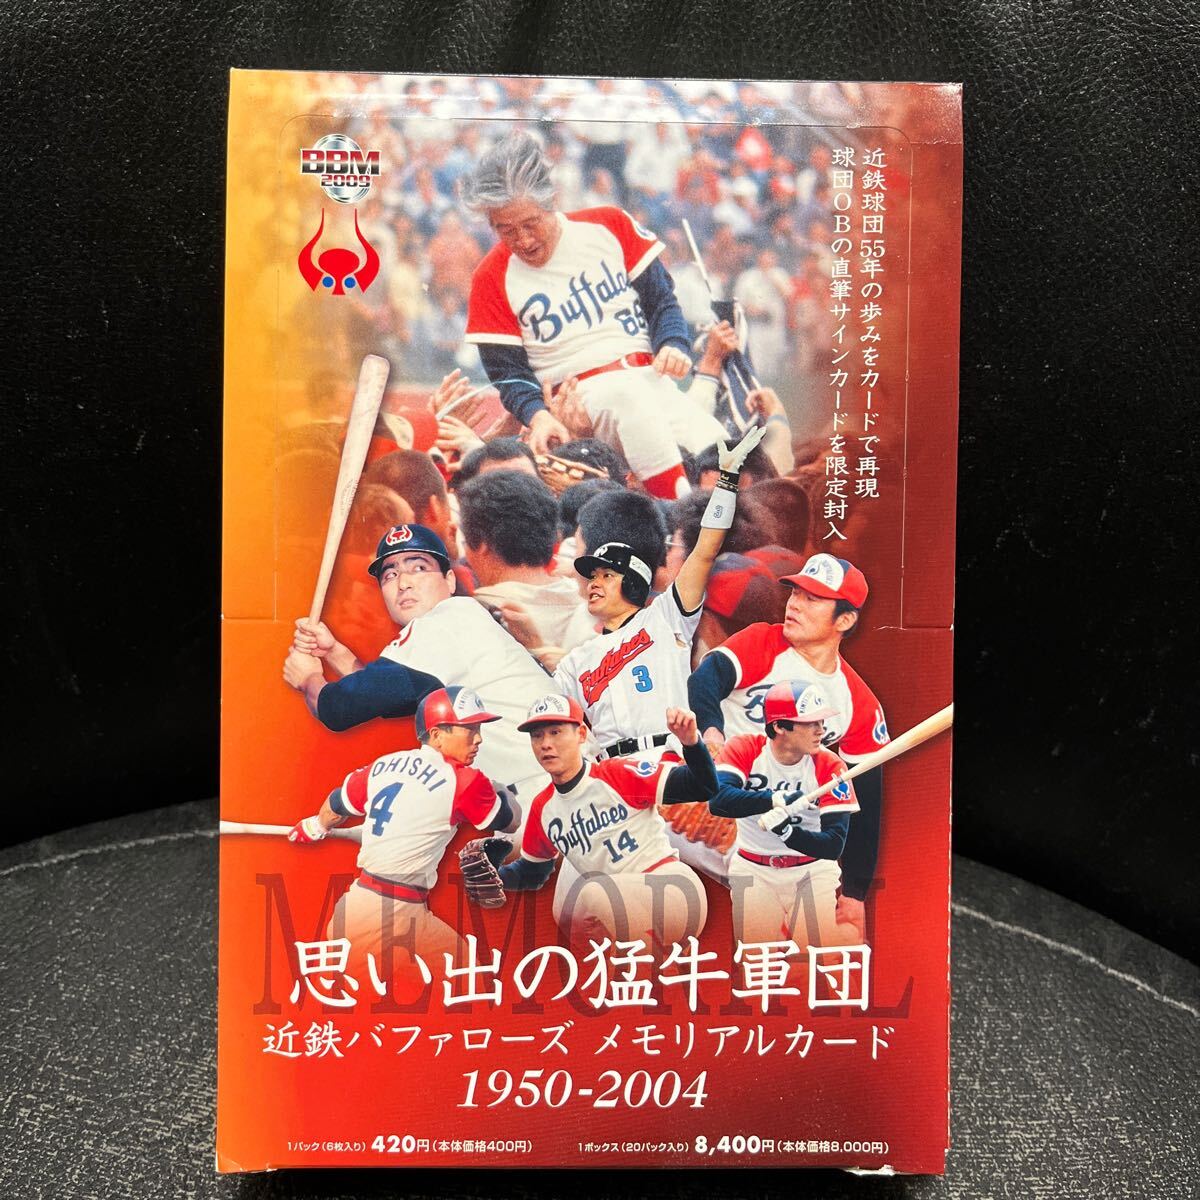 BBM
2009
近鉄球団55年の歩みをカードで再現
球団OBの直筆サインカードを限定封入
Buffaloes
Buffaloes
3
OHISHI
4
Buffaloes
14
MEMORIAL
思い出の猛牛軍団
近鉄バファローズ メモリアルカード
1950-2004
1パック(6枚入り) 420円(本体価格400円)
1ボックス(20パック入り) 8,400円(本体価格8,000円)